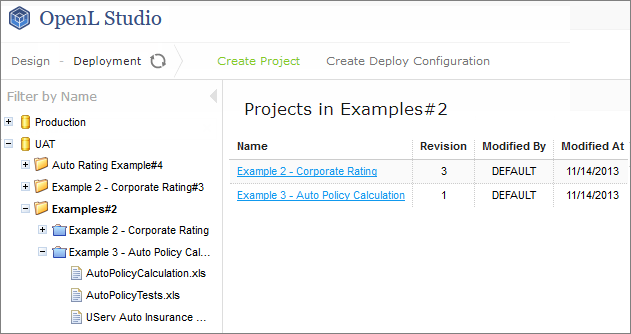 OpenL Studio
Design - Deployment
Create Project
Create Deploy Configuration
Filter by Name
Production
UAT
Auto Rating Example#4
Example 2 - Corporate Rating#3
Examples#2
Example 2 - Corporate Rating
Example 3 - Auto Policy Cal...
AutoPolicyCalculation.xls
AutoPolicyTests.xls
UServ Auto Insurance ...
Projects in Examples#2
Name Revision Modified By Modified At
Example 2 - Corporate Rating 3 DEFAULT 11/14/2013
Example 3 - Auto Policy Calculation 1 DEFAULT 11/14/2013